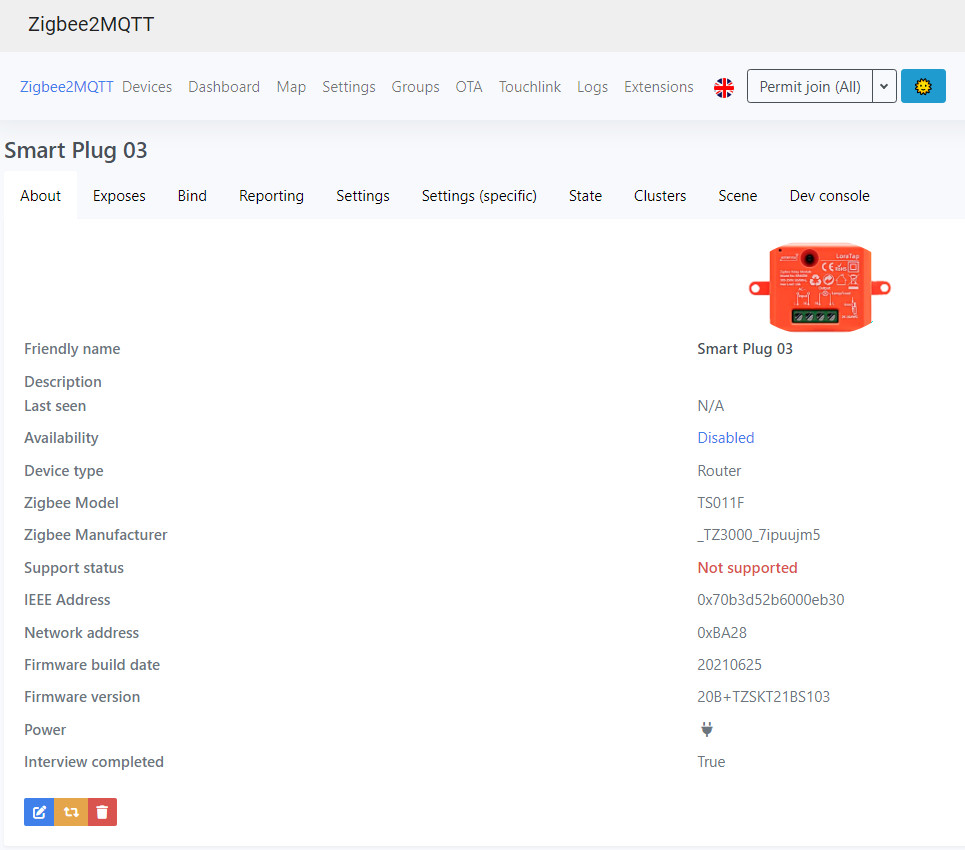 Zigbee2MQTT
Zigbee2MQTT Devices Dashboard Map Settings Groups OTA Touchlink Logs Extensions Permit join (All)
Smart Plug 03
About Exposes Bind Reporting Settings Settings (specific) State Clusters Scene Dev console
LoraTap
Friendly name Smart Plug 03
Description
Last seen N/A
Availability Disabled
Device type Router
Zigbee Model TS011F
Zigbee Manufacturer _TZ3000_7ipuujm5
Support status Not supported
IEEE Address 0x70b3d52b6000eb30
Network address 0xBA28
Firmware build date 20210625
Firmware version 20B+TZSKT21BS103
Power
Interview completed True